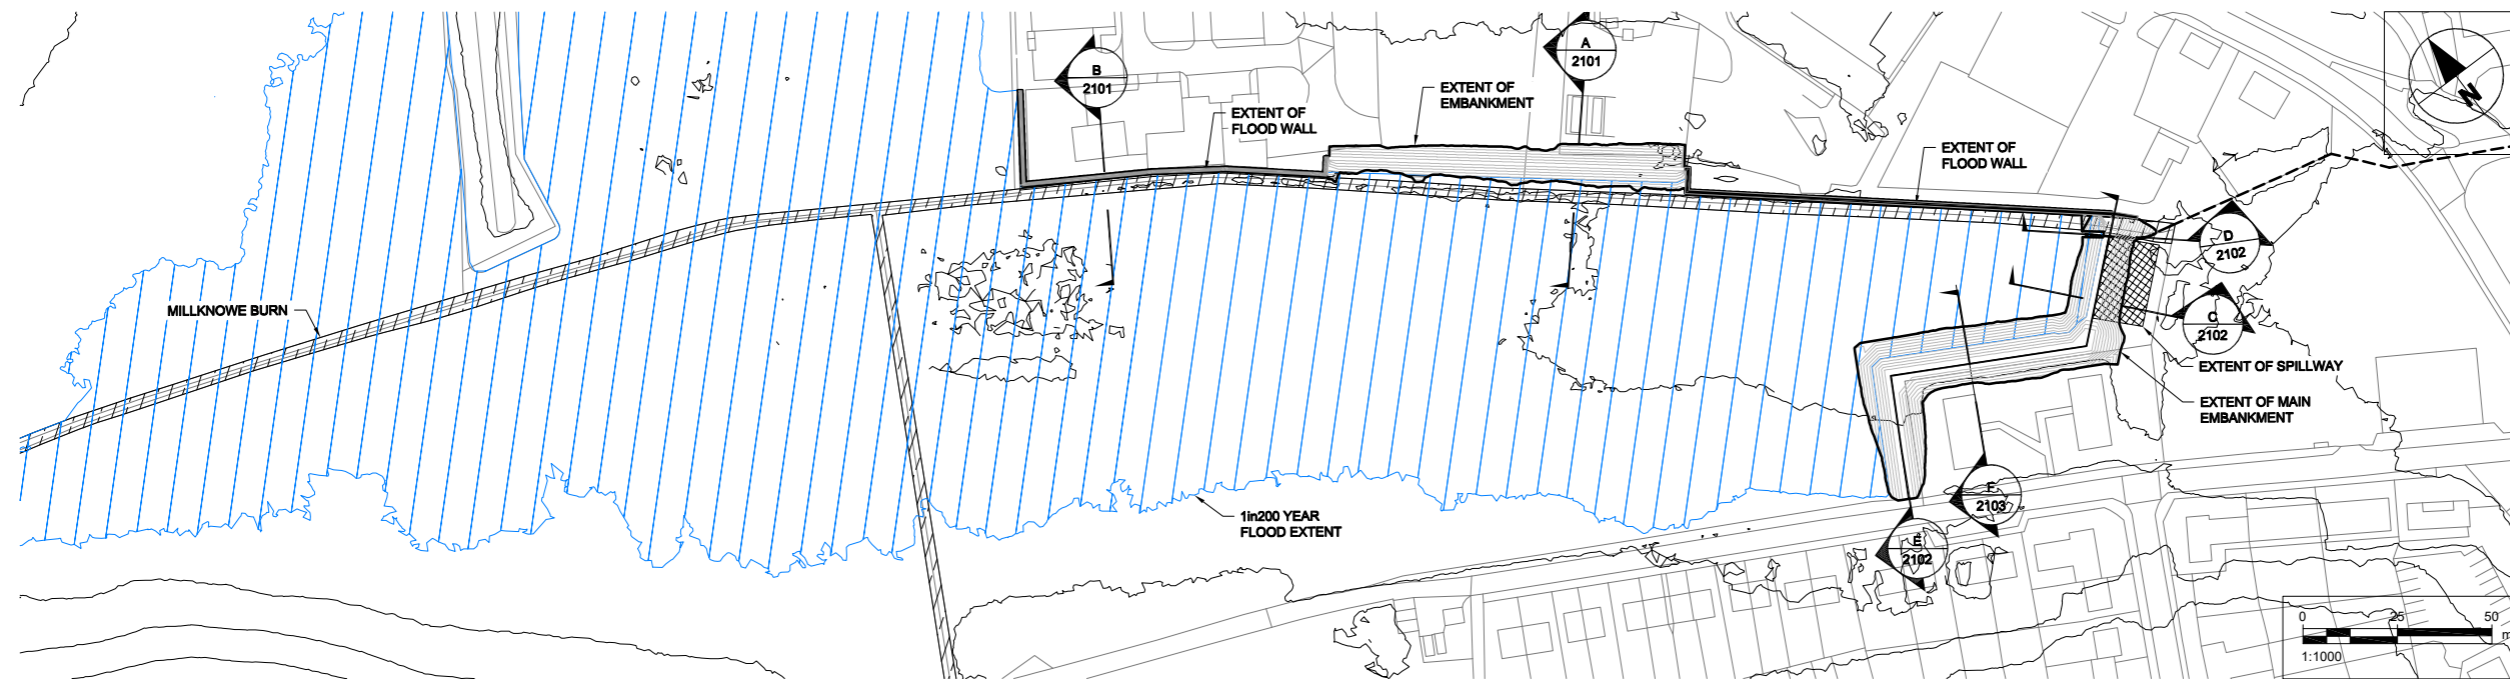 A
2101
B
2101
EXTENT OF
EMBANKMENT
EXTENT OF
FLOOD WALL
EXTENT OF
FLOOD WALL
N
D
2102
MILLKNOWE BURN
C
2102
EXTENT OF SPILLWAY
EXTENT OF MAIN
EMBANKMENT
F
2103
1in200 YEAR
FLOOD EXTENT
E
2102
0 25 50
m
1:1000